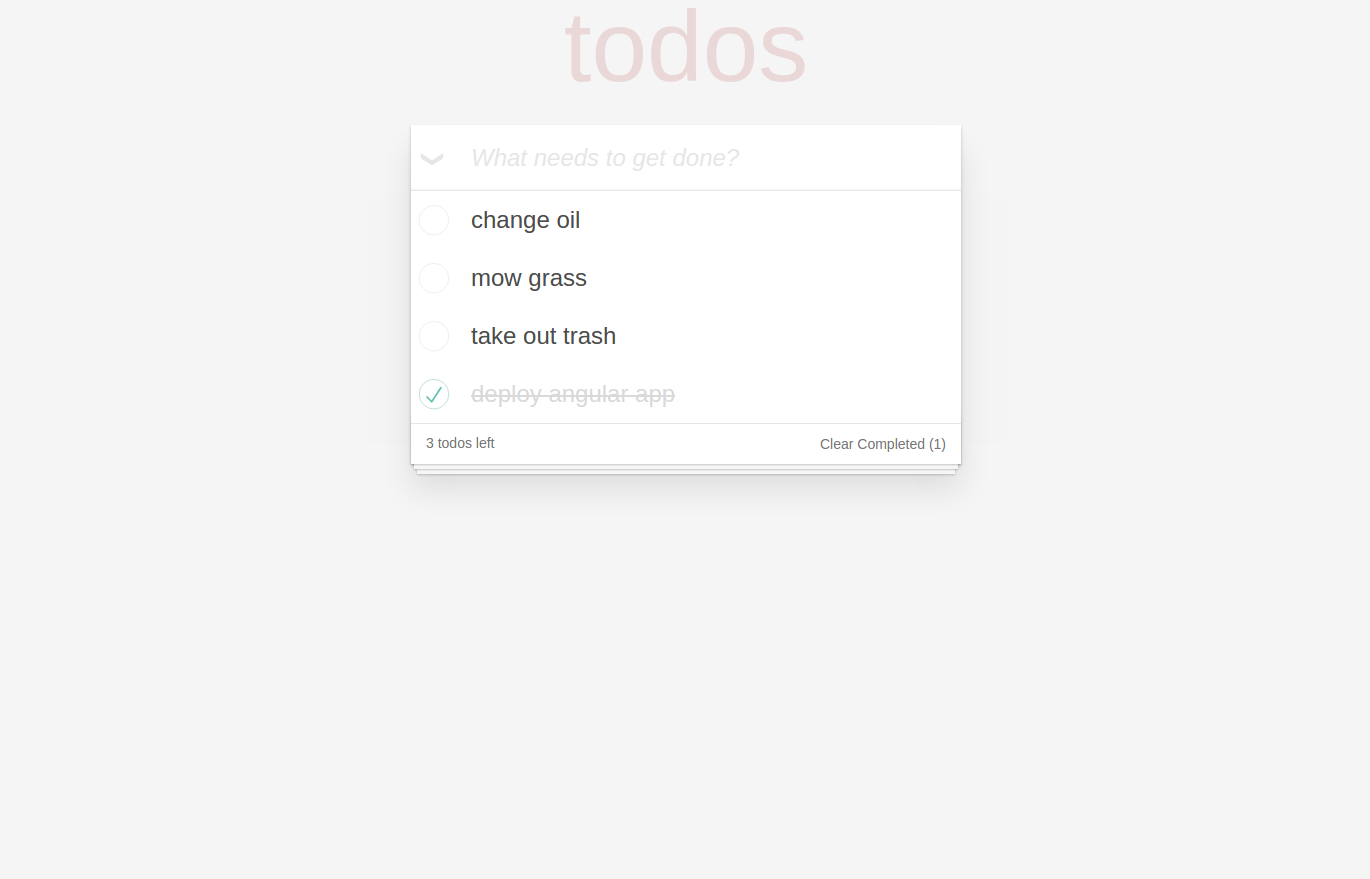 todos
What needs to get done?
change oil
mow grass
take out trash
deploy angular app
3 todos left
Clear Completed (1)